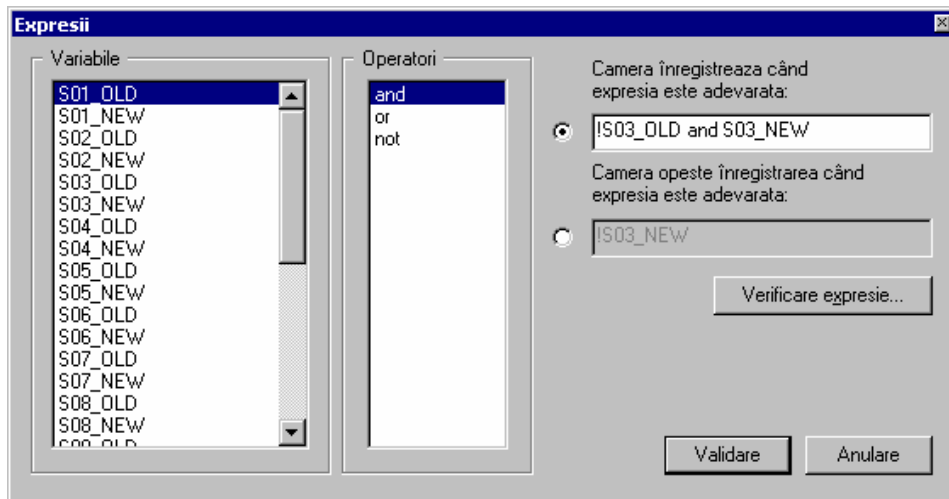 Expresii
Variabile
S01_OLD
S01_NEW
S02_OLD
S02_NEW
S03_OLD
S03_NEW
S04_OLD
S04_NEW
S05_OLD
S05_NEW
S06_OLD
S06_NEW
S07_OLD
S07_NEW
S08_OLD
S08_NEW
S09_OLD
Operatori
and
or
not
Camera înregistreaza când
expresia este adevarata:
!S03_OLD and S03_NEW
Camera opeste înregistrarea când
expresia este adevarata:
!S03_NEW
Verificare expresie...
Validare
Anulare